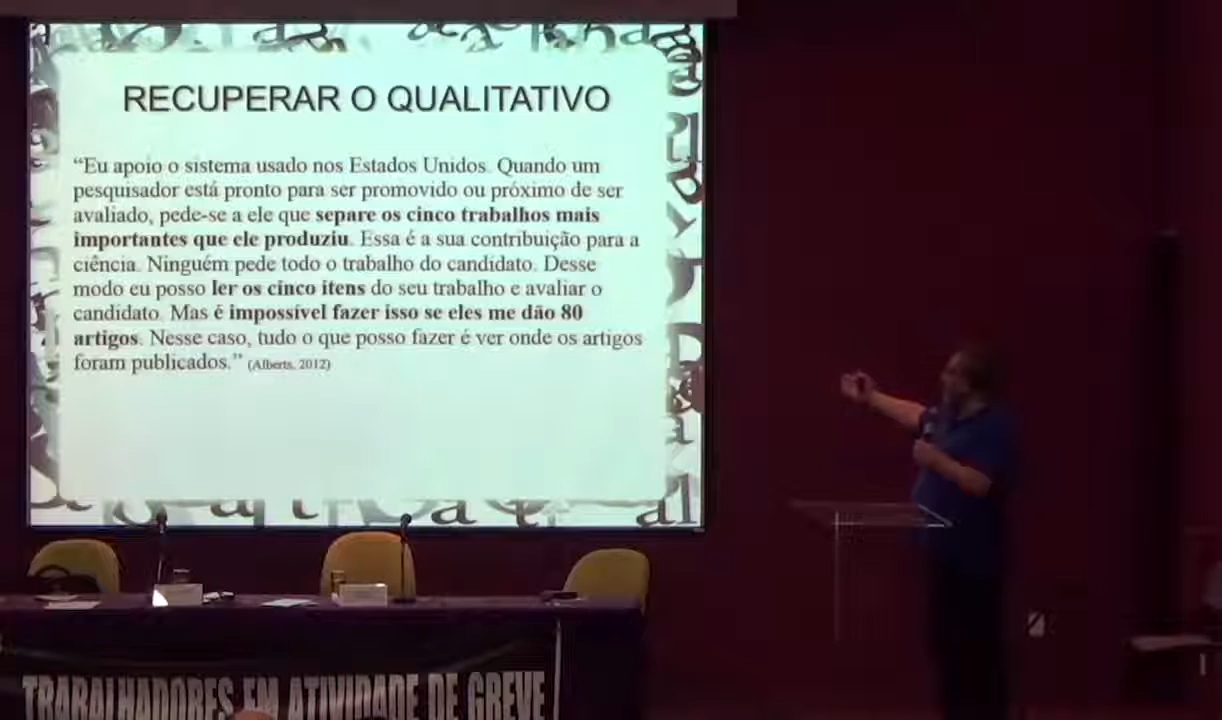 RECUPERAR O QUALITATIVO
“Eu apoio o sistema usado nos Estados Unidos. Quando um
pesquisador está pronto para ser promovido ou próximo de ser
avaliado, pede-se a ele que separe os cinco trabalhos mais
importantes que ele produziu. Essa é a sua contribuição para a
ciência. Ninguém pede todo o trabalho do candidato. Desse
modo eu posso ler os cinco itens do seu trabalho e avaliar o
candidato. Mas é impossível fazer isso se eles me dão 80
artigos. Nesse caso, tudo o que posso fazer é ver onde os artigos
foram publicados.” (Alberts, 2012)
TRABALHADORES EM ATIVIDADE DE GREVE